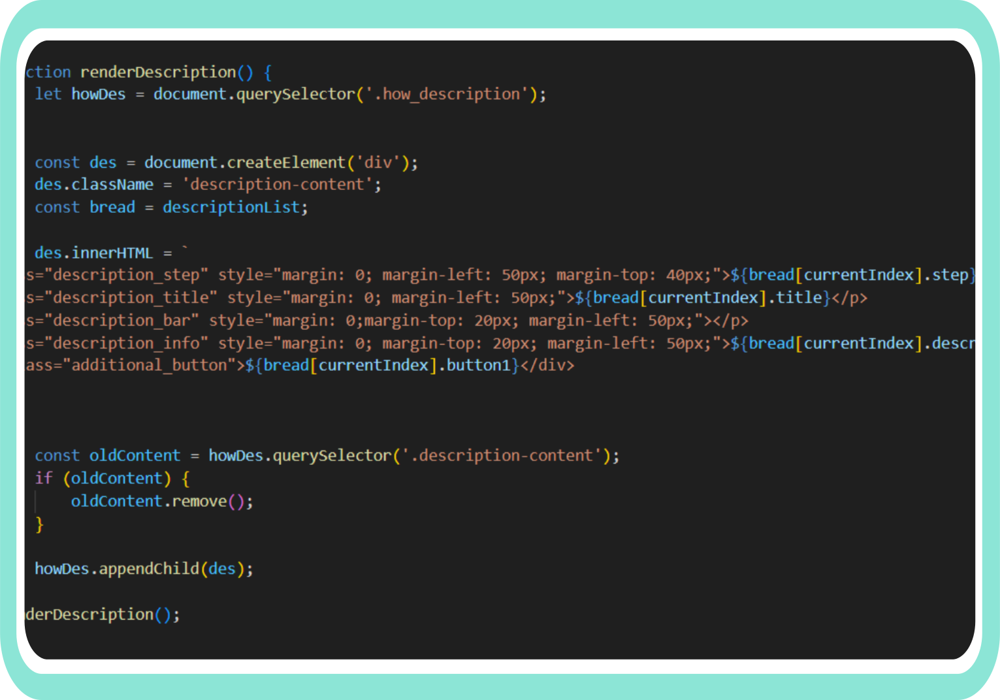 ction renderDescription() {
let howDes = document.querySelector('.how_description');
const des = document.createElement('div');
des.className = 'description-content';
const bread = descriptionList;
des.innerHTML = `
s="description_step" style="margin: 0; margin-left: 50px; margin-top: 40px;">${bread[currentIndex].step}
s="description_title" style="margin: 0; margin-left: 50px;">${bread[currentIndex].title}</p>
s="description_bar" style="margin: 0;margin-top: 20px; margin-left: 50px;"></p>
s="description_info" style="margin: 0; margin-top: 20px; margin-left: 50px;">${bread[currentIndex].descr
ass="additional_button">${bread[currentIndex].button1}</div>
const oldContent = howDes.querySelector('.description-content');
if (oldContent) {
oldContent.remove();
}
howDes.appendChild(des);
derDescription();